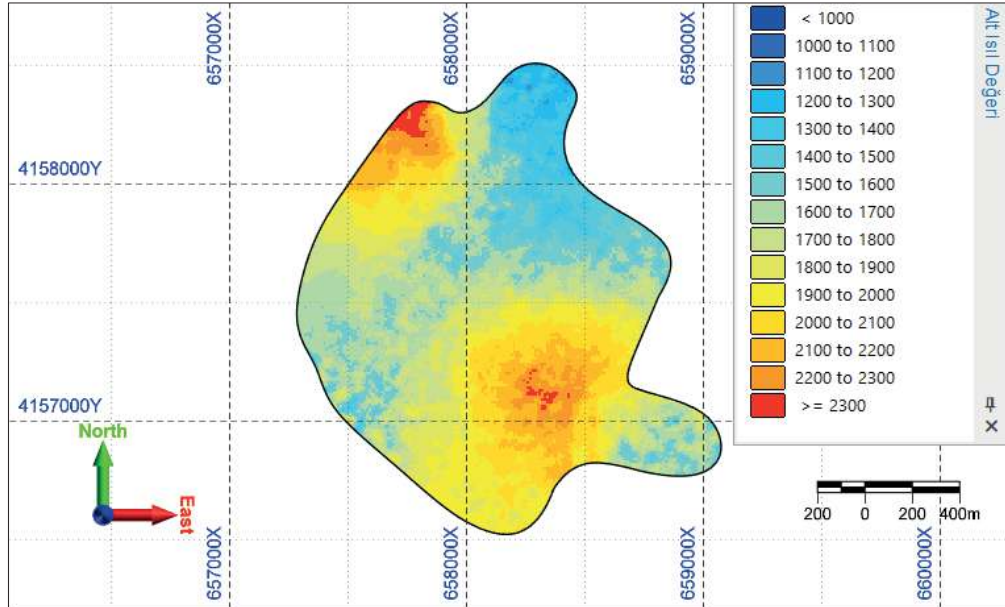 657000X
658000X
659000X
4158000Y
4157000Y
North
East
657000X
658000X
659000X
660000X
200 0 200 400m
Alt Isıl Değeri
< 1000
1000 to 1100
1100 to 1200
1200 to 1300
1300 to 1400
1400 to 1500
1500 to 1600
1600 to 1700
1700 to 1800
1800 to 1900
1900 to 2000
2000 to 2100
2100 to 2200
2200 to 2300
>= 2300